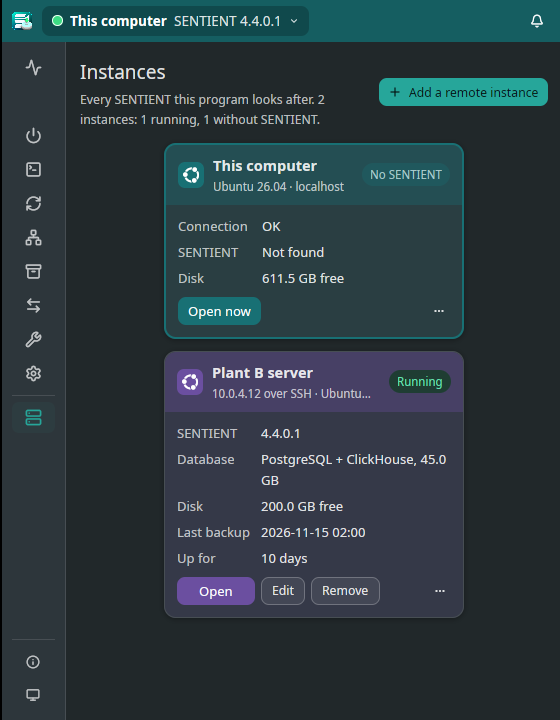 This computer SENTIENT 4.4.0.1
Instances
Every SENTIENT this program looks after. 2
instances: 1 running, 1 without SENTIENT.
Add a remote instance
This computer
Ubuntu 26.04 · localhost
No SENTIENT
Connection OK
SENTIENT Not found
Disk 611.5 GB free
Open now
Plant B server
10.0.4.12 over SSH · Ubuntu...
Running
SENTIENT 4.4.0.1
Database PostgreSQL + ClickHouse, 45.0
GB
Disk 200.0 GB free
Last backup 2026-11-15 02:00
Up for 10 days
Open Edit Remove